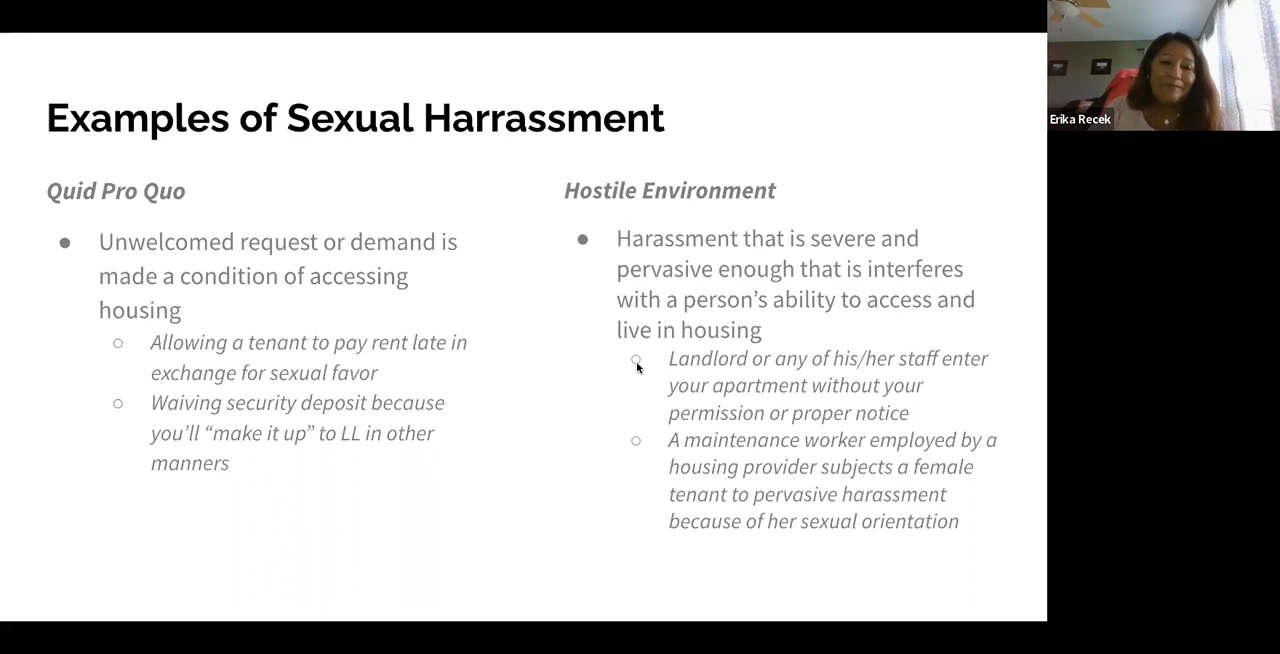 Examples of Sexual Harrassment
Quid Pro Quo
● Unwelcomed request or demand is
made a condition of accessing
housing
○ Allowing a tenant to pay rent late in
exchange for sexual favor
○ Waiving security deposit because
you’ll “make it up” to LL in other
manners
Hostile Environment
● Harassment that is severe and
pervasive enough that is interferes
with a person’s ability to access and
live in housing
○ Landlord or any of his/her staff enter
your apartment without your
permission or proper notice
○ A maintenance worker employed by a
housing provider subjects a female
tenant to pervasive harassment
because of her sexual orientation
Erika Recek